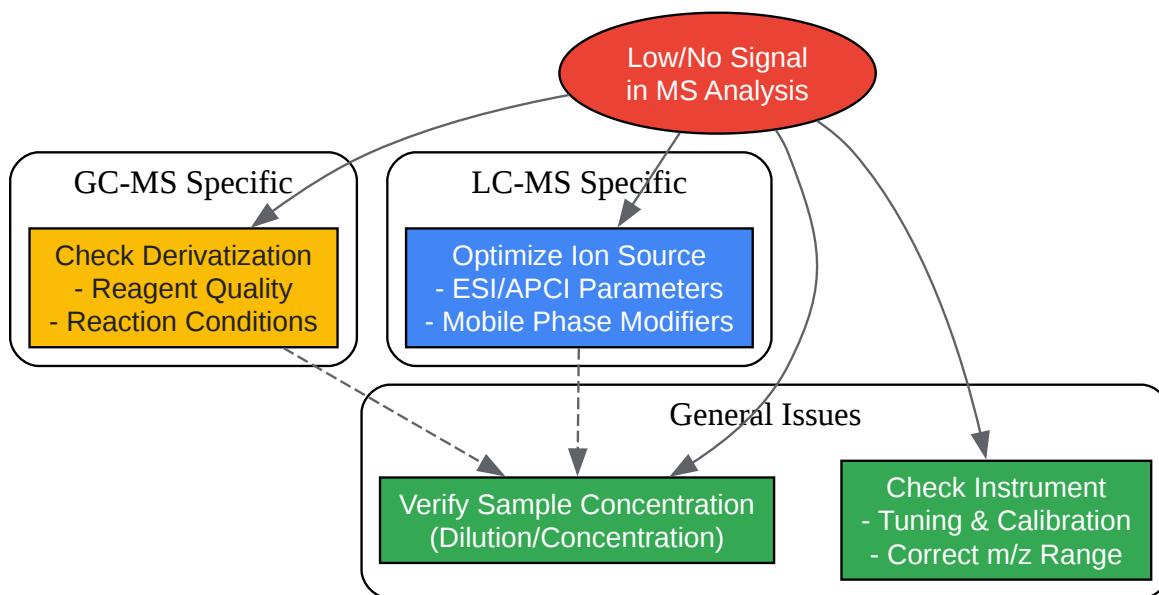 Low/No Signal
in MS Analysis
GC-MS Specific
LC-MS Specific
Check Derivatization
- Reagent Quality
- Reaction Conditions
Optimize Ion Source
- ESI/APCI Parameters
- Mobile Phase Modifiers
General Issues
Verify Sample Concentration
(Dilution/Concentration)
Check Instrument
- Tuning & Calibration
- Correct m/z Range